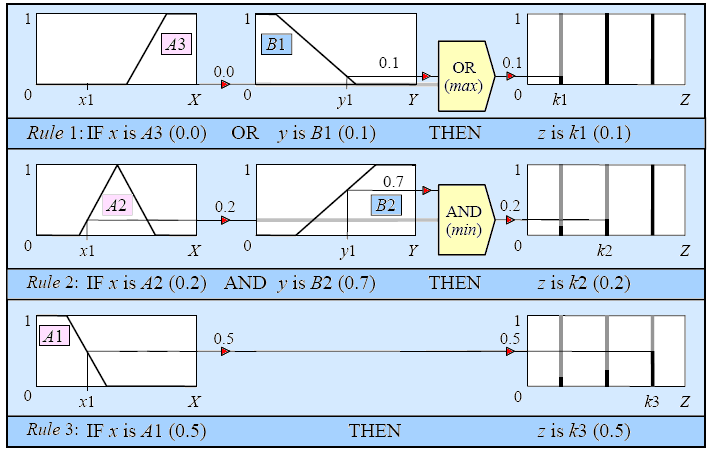 1 A3 0 x1 X 0.0
1 B1 0.1 0 y1 Y
OR (max) 0.1
1 0 k1 Z
Rule 1: IF x is A3 (0.0) OR y is B1 (0.1) THEN z is k1 (0.1)
1 A2 0 x1 X 0.2
1 0.7 B2 0 y1 Y
AND (min) 0.2
1 0 k2 Z
Rule 2: IF x is A2 (0.2) AND y is B2 (0.7) THEN z is k2 (0.2)
1 A1 0 x1 X 0.5
0.5 1 0 k3 Z
Rule 3: IF x is A1 (0.5) THEN z is k3 (0.5)